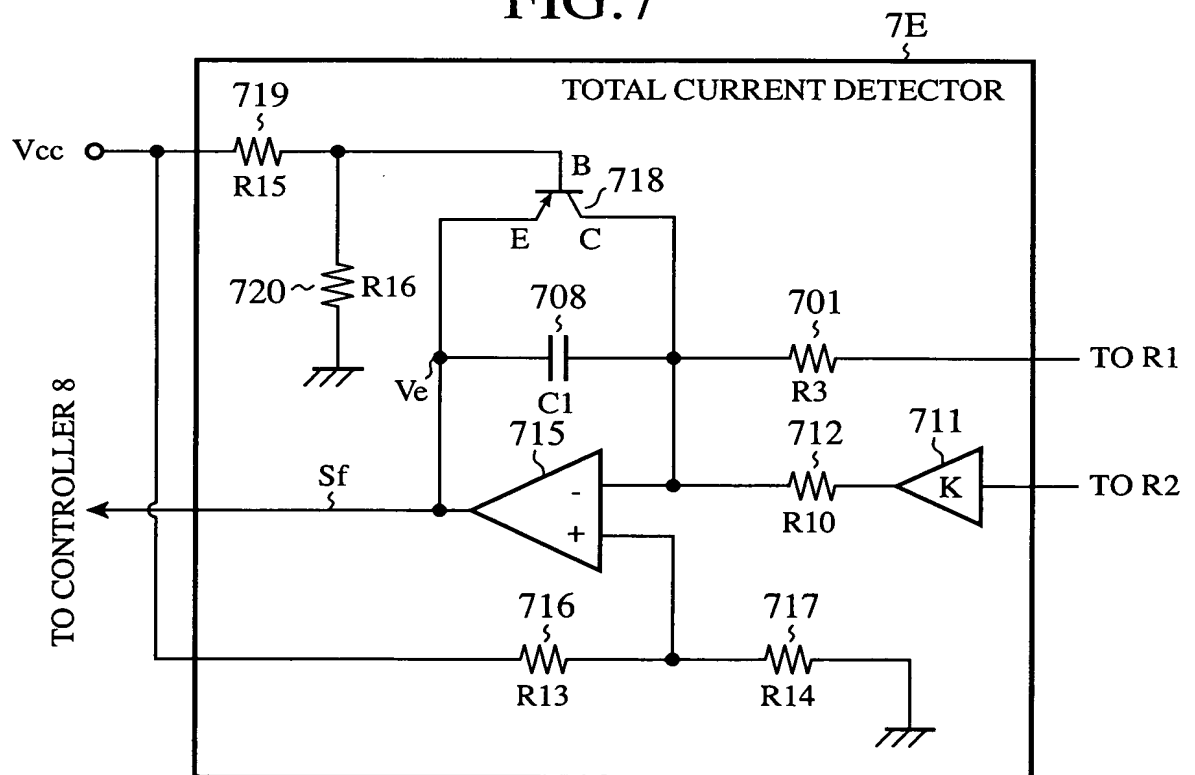 FIG.7
7E
TOTAL CURRENT DETECTOR
719
Vcc
R15
B
718
E
C
720
R16
708
701
TO R1
Ve
C1
R3
715
712
711
Sf
-
K
TO R2
R10
+
TO CONTROLLER 8
716
717
R13
R14